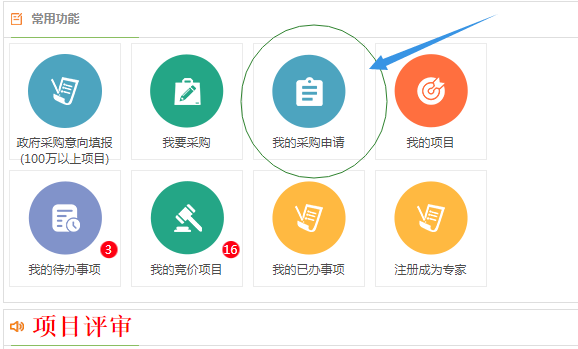 常用功能
政府采购意向填报
(100万以上项目)
我要采购
我的采购申请
我的项目
3
我的待办事项
16
我的竞价项目
我的已办事项
注册成为专家
项目评审